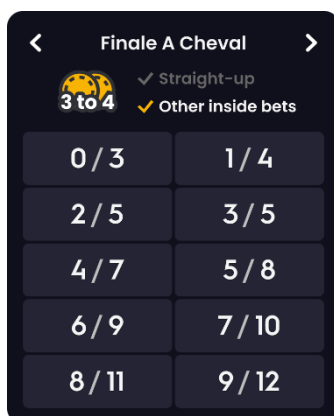 Finale A Cheval
Straight-up
3 to 4
Other inside bets
0 / 3
1 / 4
2 / 5
3 / 5
4 / 7
5 / 8
6 / 9
7 / 10
8 / 11
9 / 12